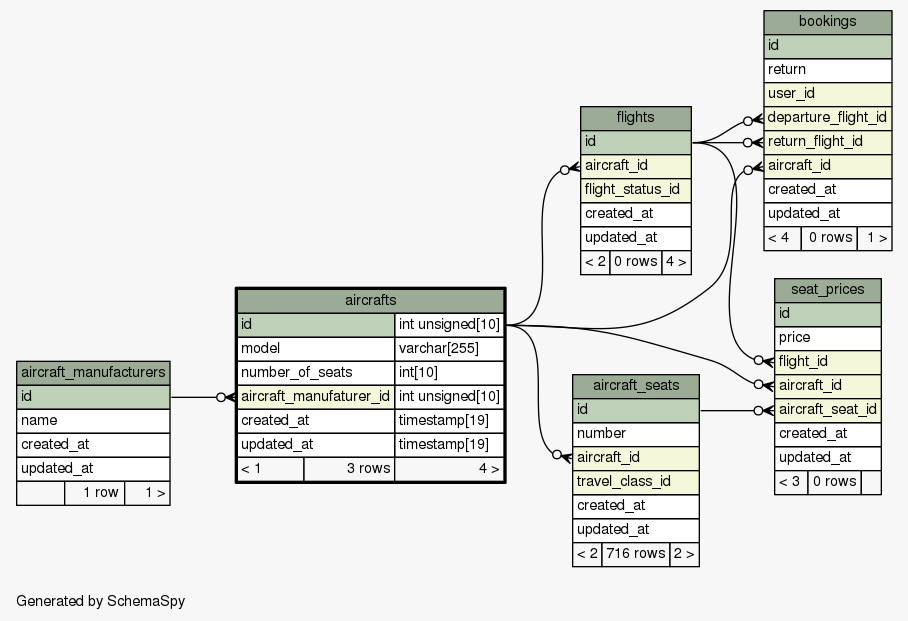 bookings
id
return
user_id
departure_flight_id
return_flight_id
aircraft_id
created_at
updated_at
< 4 0 rows 1 >
flights
id
aircraft_id
flight_status_id
created_at
updated_at
< 2 0 rows 4 >
seat_prices
id
price
flight_id
aircraft_id
aircraft_seat_id
created_at
updated_at
< 3 0 rows
aircrafts
id int unsigned[10]
model varchar[255]
number_of_seats int[10]
aircraft_manufaturer_id int unsigned[10]
created_at timestamp[19]
updated_at timestamp[19]
< 1 3 rows 4 >
aircraft_manufacturers
id
name
created_at
updated_at
1 row 1 >
aircraft_seats
id
number
aircraft_id
travel_class_id
created_at
updated_at
< 2 716 rows 2 >
Generated by SchemaSpy